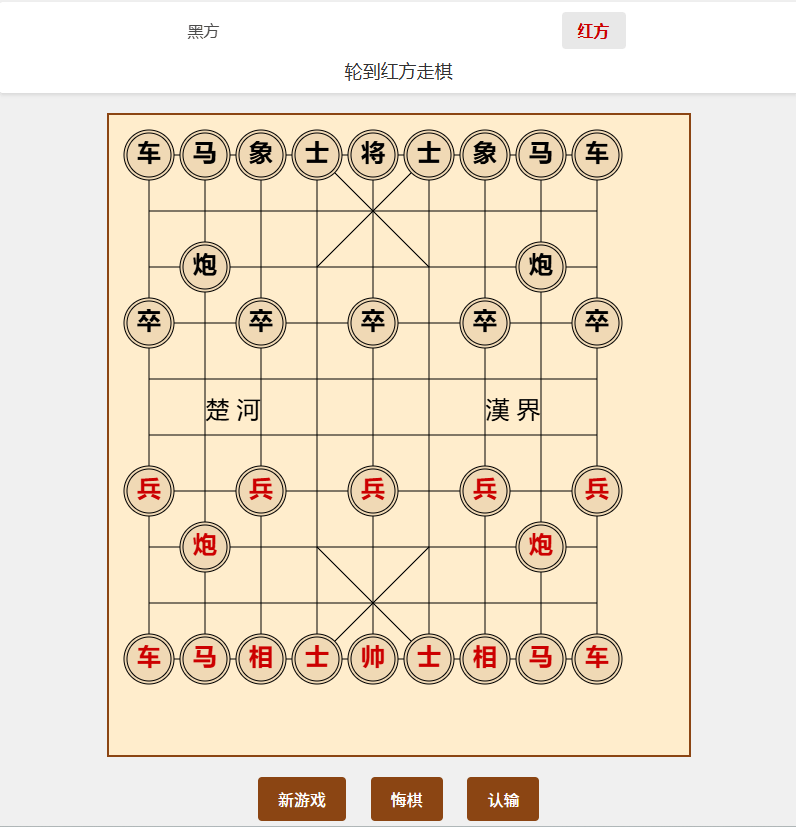 黑方 红方
轮到红方走棋
车 马 象 士 将 士 象 马 车
炮 炮
卒 卒 卒 卒 卒
楚 河 漢 界
兵 兵 兵 兵 兵
炮 炮
车 马 相 士 帅 士 相 马 车
新游戏 悔棋 认输